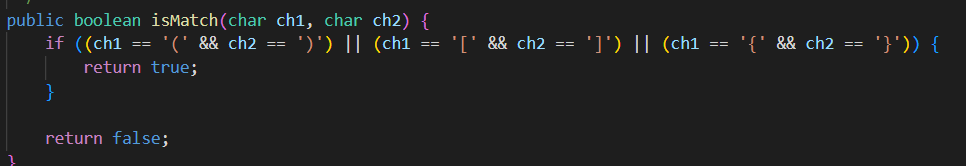 public boolean isMatch(char ch1, char ch2) {
    if ((ch1 == '(' && ch2 == ')') || (ch1 == '[' && ch2 == ']') || (ch1 == '{' && ch2 == '}')) {
        return true;
    }

    return false;
}